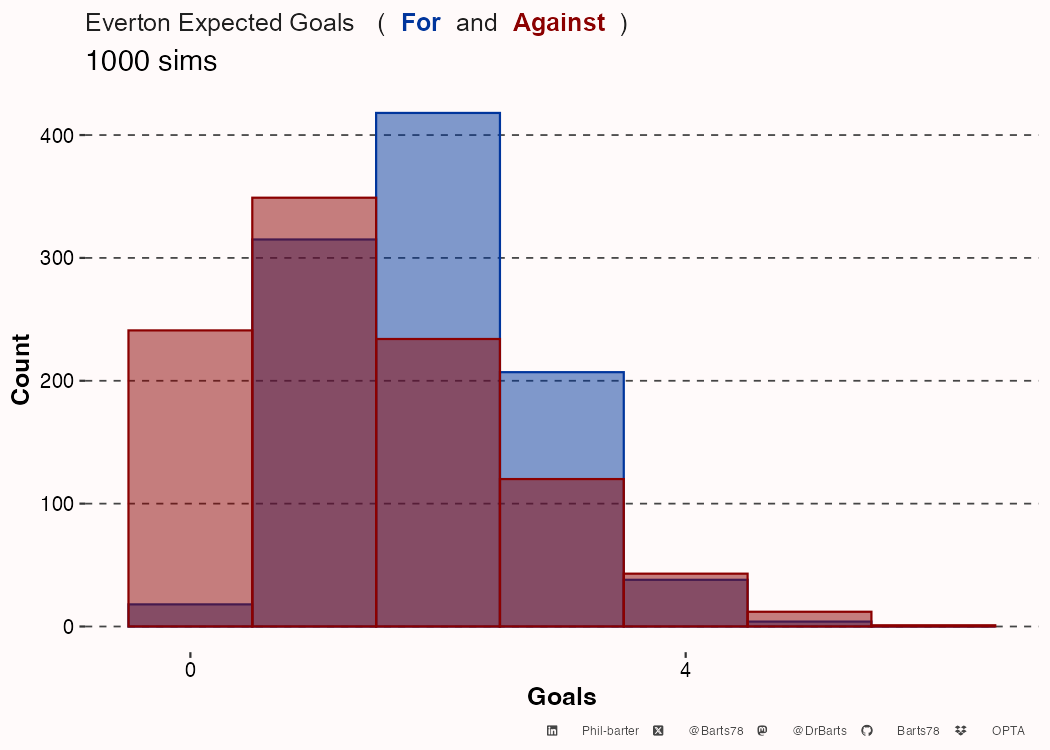 Everton Expected Goals ( For and Against )
1000 sims
400
300
200
100
0
Count
0 4
Goals
Phil-barter @Barts78 @DrBarts Barts78 OPTA